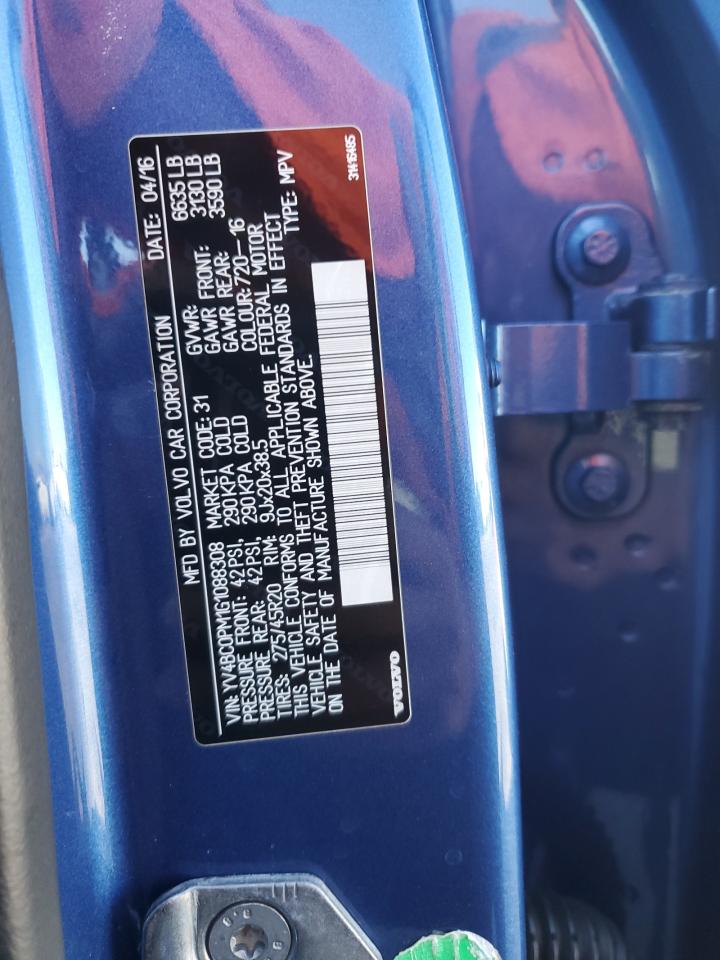 MFD BY VOLVO CAR CORPORATION DATE: 04/16
GVWR: 6635 LB
VIN: YV4BC0PM1G1088308 MARKET CODE: 31 GAWR FRONT: 3130 LB
PRESSURE FRONT: 42PSI, 290KPA COLD GAWR REAR: 3590 LB
PRESSURE REAR: 42PSI, 290KPA COLD COLOUR: 720--16
TIRES: 275/45R20 RIM: 9Jx20x38.5 TYPE: MPV
THIS VEHICLE CONFORMS TO ALL APPLICABLE FEDERAL MOTOR
VEHICLE SAFETY AND THEFT PREVENTION STANDARDS IN EFFECT
ON THE DATE OF MANUFACTURE SHOWN ABOVE.
VOLVO 31416485
8.8